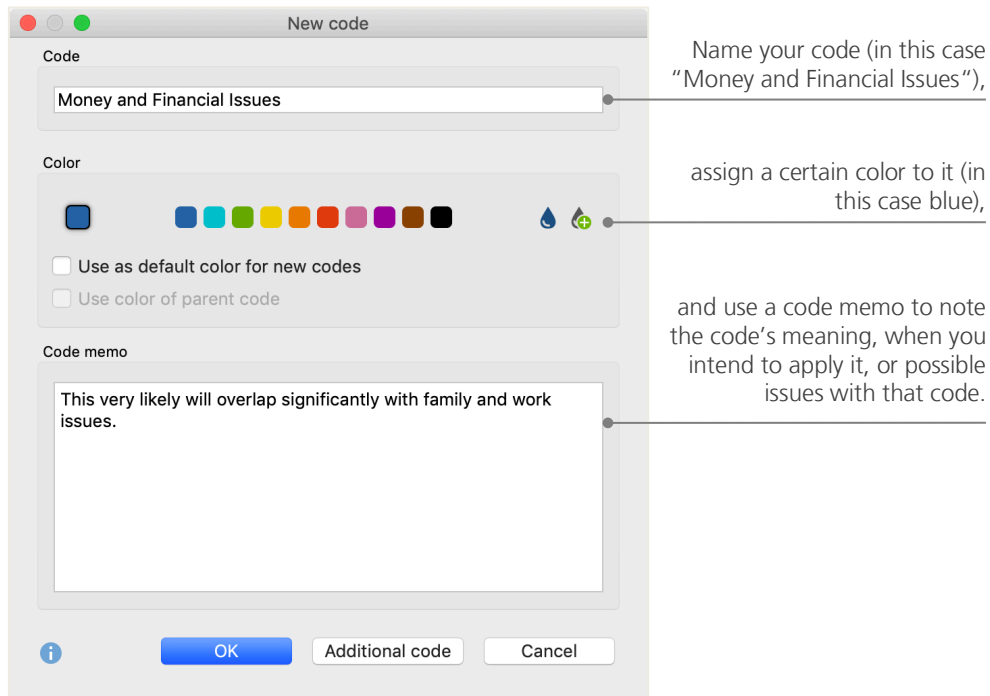 New code
Code
Money and Financial Issues
Name your code (in this case
“Money and Financial Issues“),
Color
assign a certain color to it (in
this case blue),
Use as default color for new codes
Use color of parent code
and use a code memo to note
the code’s meaning, when you
intend to apply it, or possible
issues with that code.
Code memo
This very likely will overlap significantly with family and work
issues.
OK
Additional code
Cancel